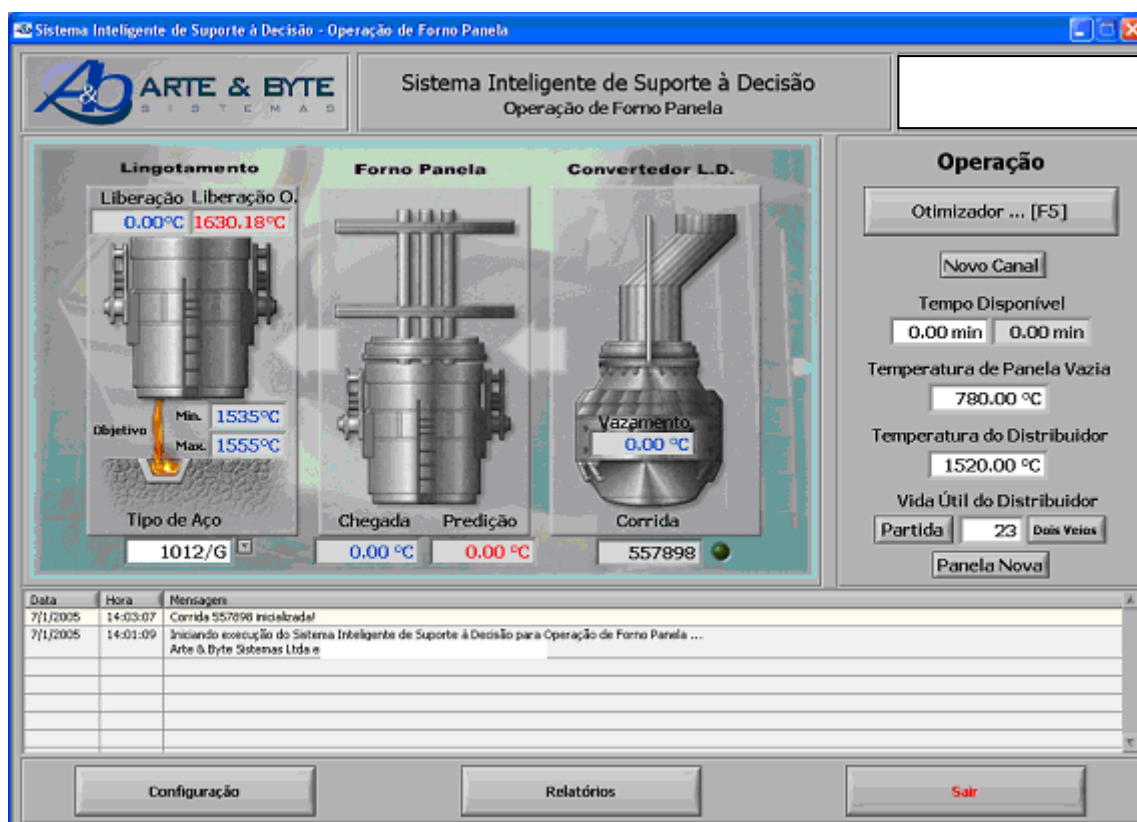 Sistema Inteligente de Suporte à Decisão - Operação de Forno Panela
A&B ARTE & BYTE
SISTEMAS
Sistema Inteligente de Suporte à Decisão
Operação de Forno Panela
Lingotamento
Forno Panela
Convertedor L.D.
Liberação Liberação O.
0.00°C 1630.18°C
Objetivo
Min. 1535°C
Max. 1555°C
Tipo de Aço
1012/G
Chegada Predição
0.00 °C 0.00 °C
Vazamento
0.00 °C
Corrida
557898
Operação
Otimizador ... [F5]
Novo Canal
Tempo Disponível
0.00 min 0.00 min
Temperatura de Panela Vazia
780.00 °C
Temperatura do Distribuidor
1520.00 °C
Vida Útil do Distribuidor
Partida 23 Dois Veios
Panela Nova
Data Hora Mensagem
7/1/2005 14:03:07 Corrida 557898 inicializada!
7/1/2005 14:01:09 Iniciando execução do Sistema Inteligente de Suporte à Decisão para Operação de Forno Panela ...
Arte & Byte Sistemas Ltda e
Configuração Relatórios Sair